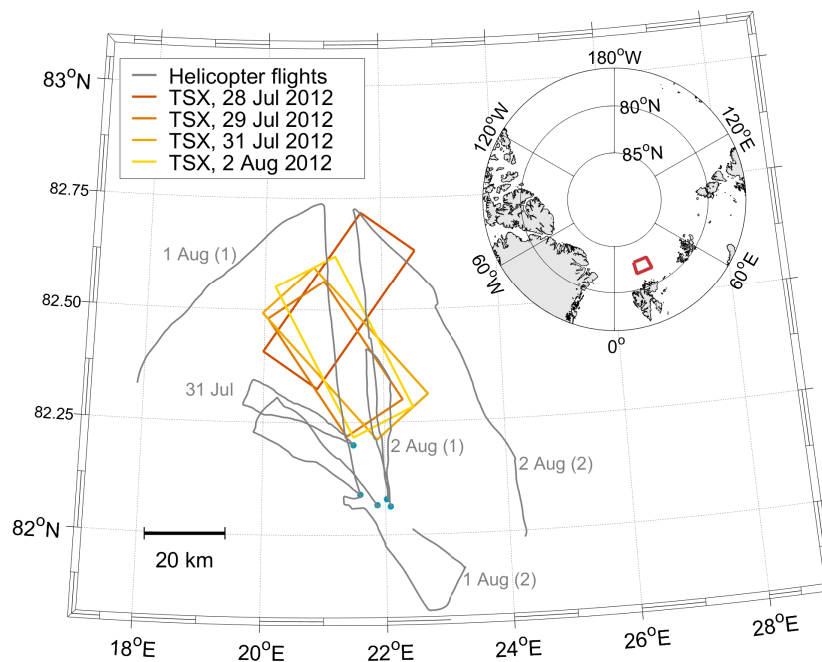 180°W
83°N
Helicopter flights
TSX, 28 Jul 2012
TSX, 29 Jul 2012
TSX, 31 Jul 2012
TSX, 2 Aug 2012
120°W
80°N
120°E
85°N
82.75
1 Aug (1)
60°W
60°E
82.50
0°
31 Jul
82.25
2 Aug (1)
2 Aug (2)
82°N
20 km
1 Aug (2)
18°E
20°E
22°E
24°E
26°E
28°E